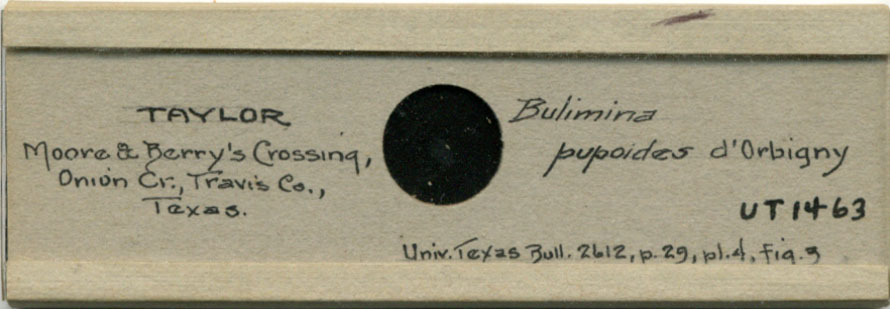 TAYLOR
Moore & Berry's Crossing,
Onion Cr., Travis Co.,
Texas.
Bulimina
pupoides d'Orbigny
UT1463
Univ. Texas Bull. 2612, p. 29, pl. 4, fig. 3